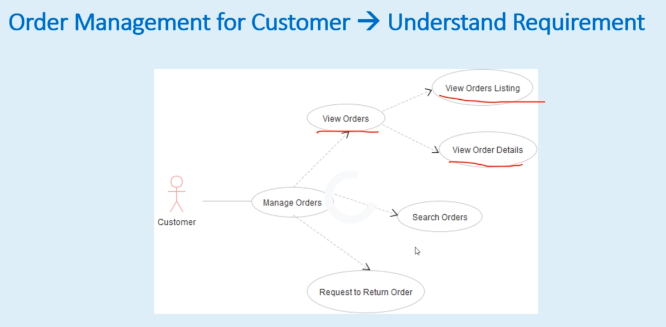 Order Management for Customer → Understand Requirement
View Orders Listing
View Orders
View Order Details
Manage Orders
Search Orders
Customer
Request to Return Order